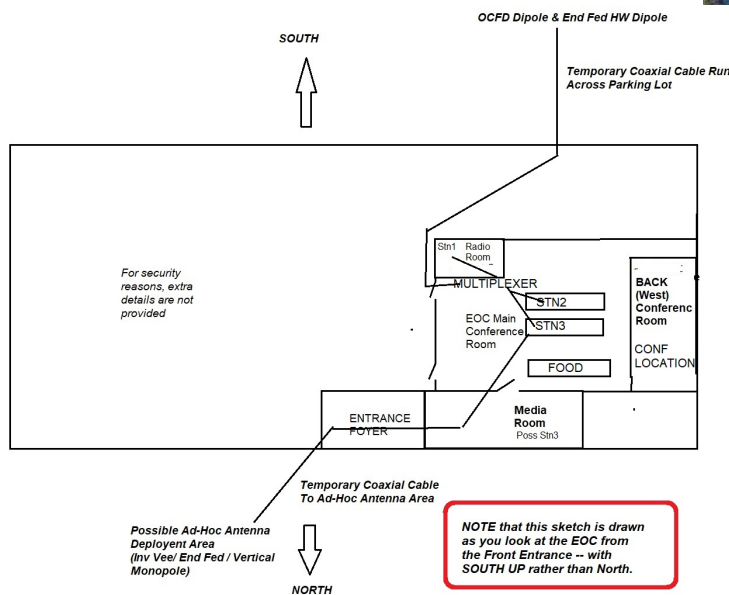 OCFD Dipole & End Fed HW Dipole
SOUTH
Temporary Coaxial Cable Run
Across Parking Lot
Stn1 Radio
Room
For security
reasons, extra
details are not
provided
MULTIPLEXER
STN2
BACK
(West)
Conferenc
Room
EOC Main
Conference
Room
STN3
CONF
LOCATION
FOOD
ENTRANCE
FOYER
Media
Room
Poss Stn3
Temporary Coaxial Cable
To Ad-Hoc Antenna Area
Possible Ad-Hoc Antenna
Deployent Area
(Inv Vee/ End Fed / Vertical
Monopole)
NORTH
NOTE that this sketch is drawn
as you look at the EOC from
the Front Entrance -- with
SOUTH UP rather than North.